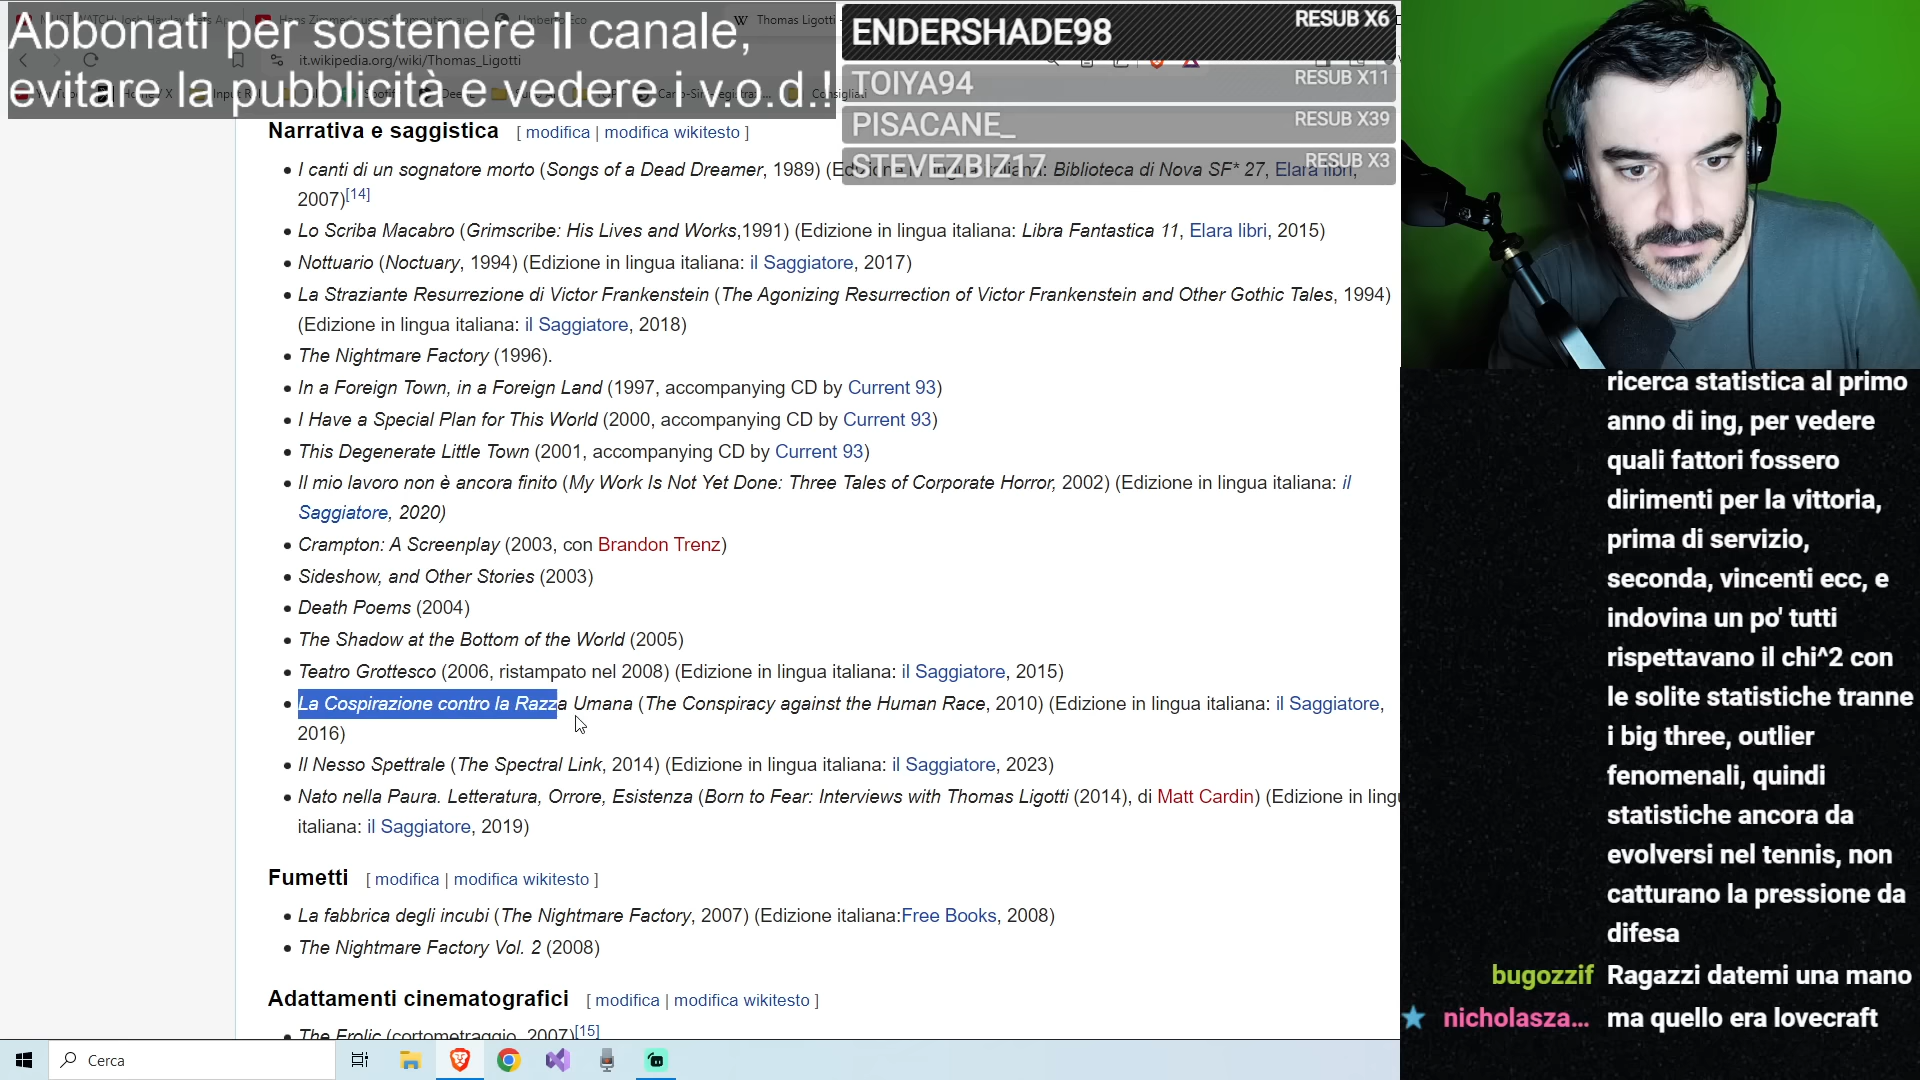 Abbonati per sostenere il canale,
evitare la pubblicità e vedere i v.o.d.!!
ENDERSHADE98 RESUB X6
TOIYA94 RESUB X11
PISACANE_ RESUB X39
STEVEZBIZ17 RESUB X3
Umberto Eco
Thomas Ligotti
it.wikipedia.org/wiki/Thomas_Ligotti
Narrativa e saggistica [ modifica | modifica wikitesto ]
I canti di un sognatore morto (Songs of a Dead Dreamer, 1989) italiana: Biblioteca di Nova SF* 27, Elara libri,
2007)[14]
Lo Scriba Macabro (Grimscribe: His Lives and Works,1991) (Edizione in lingua italiana: Libra Fantastica 11, Elara libri, 2015)
Nottuario (Noctuary, 1994) (Edizione in lingua italiana: il Saggiatore, 2017)
La Straziante Resurrezione di Victor Frankenstein (The Agonizing Resurrection of Victor Frankenstein and Other Gothic Tales, 1994)
(Edizione in lingua italiana: il Saggiatore, 2018)
The Nightmare Factory (1996).
In a Foreign Town, in a Foreign Land (1997, accompanying CD by Current 93)
I Have a Special Plan for This World (2000, accompanying CD by Current 93)
This Degenerate Little Town (2001, accompanying CD by Current 93)
Il mio lavoro non è ancora finito (My Work Is Not Yet Done: Three Tales of Corporate Horror, 2002) (Edizione in lingua italiana: il
Saggiatore, 2020)
Crampton: A Screenplay (2003, con Brandon Trenz)
Sideshow, and Other Stories (2003)
Death Poems (2004)
The Shadow at the Bottom of the World (2005)
Teatro Grottesco (2006, ristampato nel 2008) (Edizione in lingua italiana: il Saggiatore, 2015)
La Cospirazione contro la Razza Umana (The Conspiracy against the Human Race, 2010) (Edizione in lingua italiana: il Saggiatore,
2016)
Il Nesso Spettrale (The Spectral Link, 2014) (Edizione in lingua italiana: il Saggiatore, 2023)
Nato nella Paura. Letteratura, Orrore, Esistenza (Born to Fear: Interviews with Thomas Ligotti (2014), di Matt Cardin) (Edizione in lingu
italiana: il Saggiatore, 2019)
Fumetti [ modifica | modifica wikitesto ]
La fabbrica degli incubi (The Nightmare Factory, 2007) (Edizione italiana:Free Books, 2008)
The Nightmare Factory Vol. 2 (2008)
Adattamenti cinematografici [ modifica | modifica wikitesto ]
The Frolic (cortometraggio, 2007)[15]
Cerca
ricerca statistica al primo
anno di ing, per vedere
quali fattori fossero
dirimenti per la vittoria,
prima di servizio,
seconda, vincenti ecc, e
indovina un po' tutti
rispettavano il chi^2 con
le solite statistiche tranne
i big three, outlier
fenomenali, quindi
statistiche ancora da
evolversi nel tennis, non
catturano la pressione da
difesa
bugozzif Ragazzi datemi una mano
nicholasza... ma quello era lovecraft